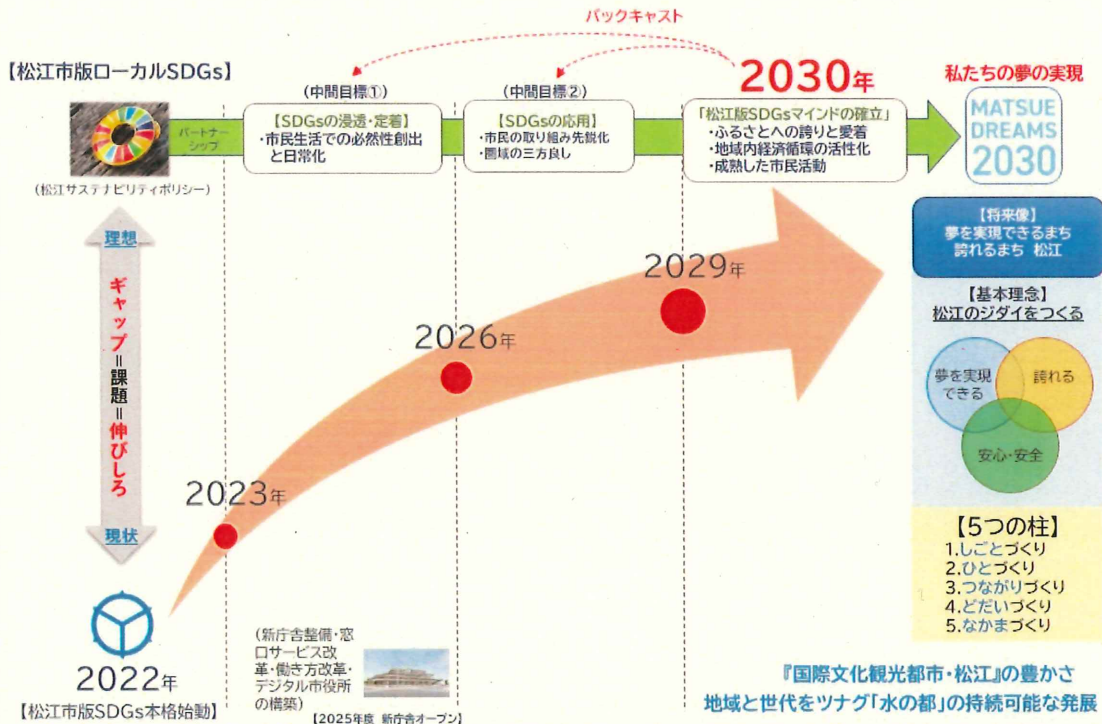 バックキャスト
【松江市版ローカルSDGs】
パートナー
シップ
(松江サステナビリティポリシー)
(中間目標①)
【SDGsの浸透・定着】
・市民生活での必然性創出
と日常化
(中間目標②)
【SDGsの応用】
・市民の取り組み先鋭化
・圏域の三方良し
2030年
「松江版SDGsマインドの確立」
・ふるさとへの誇りと愛着
・地域内経済循環の活性化
・成熟した市民活動
私たちの夢の実現
MATSUE
DREAMS
2030
理想
ギャップ=課題=伸びしろ
現状
2022年
【松江市版SDGs本格始動】
2023年
2026年
2029年
(新庁舎整備・窓
口サービス改
革・働き方改革・
デジタル市役所
の構築)
【2025年度 新庁舎オープン】
【将来像】
夢を実現できるまち
誇れるまち 松江
【基本理念】
松江のジダイをつくる
夢を実現
できる
誇れる
安心・安全
【5つの柱】
1.しごとづくり
2.ひとづくり
3.つながりづくり
4.どだいづくり
5.なかまづくり
『国際文化観光都市・松江』の豊かさ
地域と世代をツナグ「水の都」の持続可能な発展